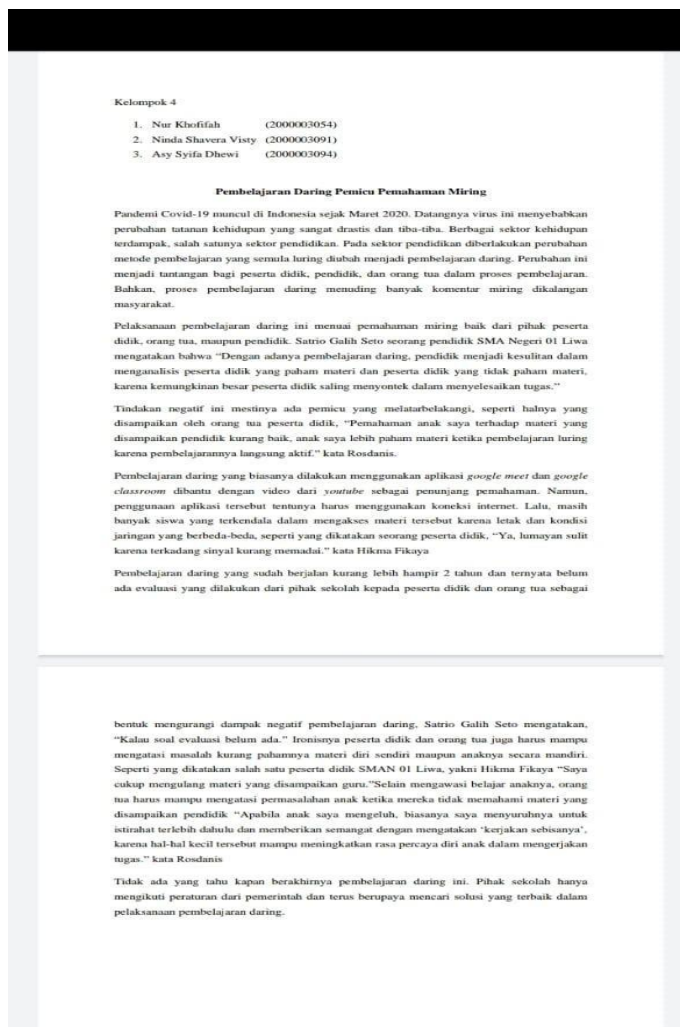 Kelompok 4
1. Nur Khofifah (2000003054)
2. Ninda Shavera Visty (2000003091)
3. Asy Syifa Dhewi (2000003094)
Pembelajaran Daring Pemicu Pemahaman Miring
Pandemi Covid-19 muncul di Indonesia sejak Maret 2020. Datangnya virus ini menyebabkan
perubahan tatanan kehidupan yang sangat drastis dan tiba-tiba. Berbagai sektor kehidupan
terdampak, salah satunya sektor pendidikan. Pada sektor pendidikan diberlakukan perubahan
metode pembelajaran yang semula luring diubah menjadi pembelajaran daring. Perubahan ini
menjadi tantangan bagi peserta didik, pendidik, dan orang tua dalam proses pembelajaran.
Bahkan, proses pembelajaran daring menuding banyak komentar miring dikalangan
masyarakat.
Pelaksanaan pembelajaran daring ini menuai pemahaman miring baik dari pihak peserta
didik, orang tua, maupun pendidik. Satrio Galih Seto seorang pendidik SMA Negeri 01 Liwa
mengatakan bahwa “Dengan adanya pembelajaran daring, pendidik menjadi kesulitan dalam
menganalisis peserta didik yang paham materi dan peserta didik yang tidak paham materi,
karena kemungkinan besar peserta didik saling menyontek dalam menyelesaikan tugas.”
Tindakan negatif ini mestinya ada pemicu yang melatarbelakangi, seperti halnya yang
disampaikan oleh orang tua peserta didik, “Pemahaman anak saya terhadap materi yang
disampaikan pendidik kurang baik, anak saya lebih paham materi ketika pembelajaran luring
karena pembelajarannya langsung aktif.” kata Rosdanis.
Pembelajaran daring yang biasanya dilakukan menggunakan aplikasi google meet dan google
classroom dibantu dengan video dari youtube sebagai penunjang pemahaman. Namun,
penggunaan aplikasi tersebut tentunya harus menggunakan koneksi internet. Lalu, masih
banyak siswa yang terkendala dalam mengakses materi tersebut karena letak dan kondisi
jaringan yang berbeda-beda, seperti yang dikatakan seorang peserta didik, “Ya, lumayan sulit
karena terkadang sinyal kurang memadai.” kata Hikma Fikaya
Pembelajaran daring yang sudah berjalan kurang lebih hampir 2 tahun dan ternyata belum
ada evaluasi yang dilakukan dari pihak sekolah kepada peserta didik dan orang tua sebagai
bentuk mengurangi dampak negatif pembelajaran daring, Satrio Galih Seto mengatakan,
“Kalau soal evaluasi belum ada.” Ironisnya peserta didik dan orang tua juga harus mampu
mengatasi masalah kurang pahamnya materi diri sendiri maupun anaknya secara mandiri.
Seperti yang dikatakan salah satu peserta didik SMAN 01 Liwa, yakni Hikma Fikaya “Saya
cukup mengulang materi yang disampaikan guru.”Selain mengawasi belajar anaknya, orang
tua harus mampu mengatasi permasalahan anak ketika mereka tidak memahami materi yang
disampaikan pendidik “Apabila anak saya mengeluh, biasanya saya menyuruhnya untuk
istirahat terlebih dahulu dan memberikan semangat dengan mengatakan ‘kerjakan sebisanya’,
karena hal-hal kecil tersebut mampu meningkatkan rasa percaya diri anak dalam mengerjakan
tugas.” kata Rosdanis
Tidak ada yang tahu kapan berakhirnya pembelajaran daring ini. Pihak sekolah hanya
mengikuti peraturan dari pemerintah dan terus berupaya mencari solusi yang terbaik dalam
pelaksanaan pembelajaran daring.